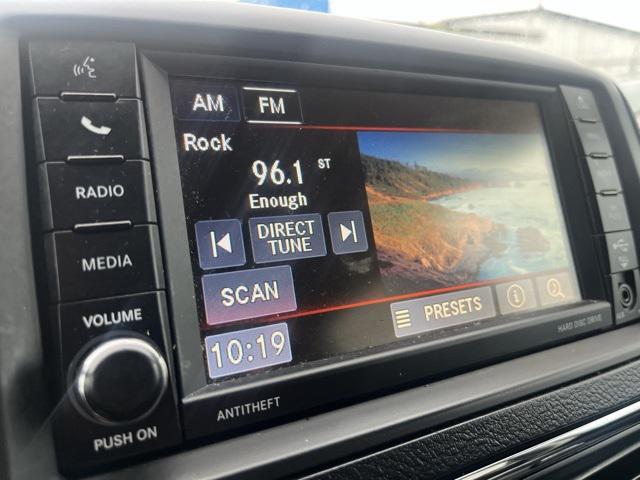 AM FM
Rock
96.1 ST
Enough
DIRECT
TUNE
SCAN
PRESETS
10:19
RADIO
MEDIA
VOLUME
PUSH ON
ANTITHEFT
HARD DISC DRIVE